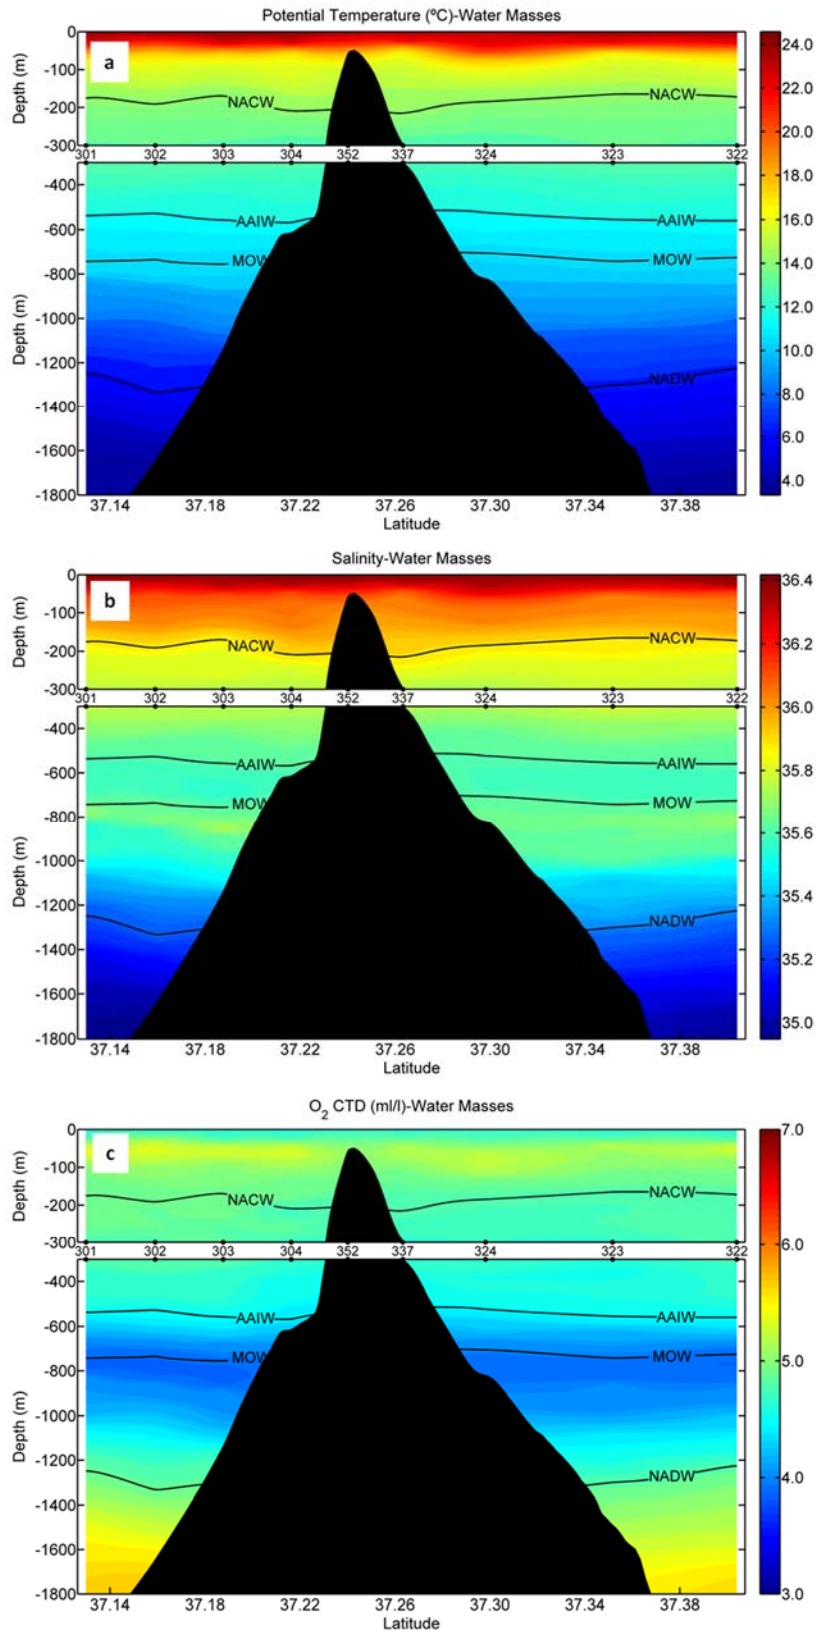 Potential Temperature (ºC)-Water Masses
a
Depth (m)
0
-100
-200
-300
NACW
NACW
301 302 303 304 352 337 324 323 322
Depth (m)
-400
-600
-800
-1000
-1200
-1400
-1600
-1800
AAIW
AAIW
MOW
MOW
NADW
37.14 37.18 37.22 37.26 37.30 37.34 37.38
Latitude
24.0
22.0
20.0
18.0
16.0
14.0
12.0
10.0
8.0
6.0
4.0
Salinity-Water Masses
b
Depth (m)
0
-100
-200
-300
NACW
NACW
301 302 303 304 352 337 324 323 322
Depth (m)
-400
-600
-800
-1000
-1200
-1400
-1600
-1800
AAIW
AAIW
MOW
MOW
NADW
37.14 37.18 37.22 37.26 37.30 37.34 37.38
Latitude
36.4
36.2
36.0
35.8
35.6
35.4
35.2
35.0
O2 CTD (ml/l)-Water Masses
c
Depth (m)
0
-100
-200
-300
NACW
NACW
301 302 303 304 352 337 324 323 322
Depth (m)
-400
-600
-800
-1000
-1200
-1400
-1600
-1800
AAIW
AAIW
MOW
MOW
NADW
37.14 37.18 37.22 37.26 37.30 37.34 37.38
Latitude
7.0
6.0
5.0
4.0
3.0